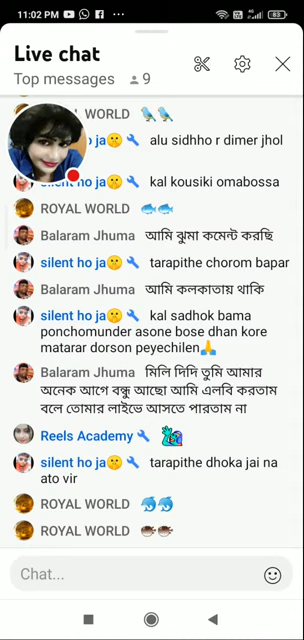 11:02 PM
83
Live chat
Top messages 9
ROYAL WORLD 🐦🐦
ho ja🤫 🔧 alu sidhho r dimer jhol
silent ho ja🤫 🔧 kal kousiki omabossa
ROYAL WORLD 🐟🐟
Balaram Jhuma আমি ঝুমা কমেন্ট করছি
silent ho ja🤫 🔧 tarapithe chorom bapar
Balaram Jhuma আমি কলকাতায় থাকি
silent ho ja🤫 🔧 kal sadhok bama
ponchomunder asone bose dhan kore
matarar dorson peyechilen🙏
Balaram Jhuma মিলি দিদি তুমি আমার
অনেক আগে বন্ধু আছো আমি এলবি করতাম
বলে তোমার লাইভে আসতে পারতাম না
Reels Academy 🔧
silent ho ja🤫 🔧 tarapithe dhoka jai na
ato vir
ROYAL WORLD 🐬🐬
ROYAL WORLD
Chat...